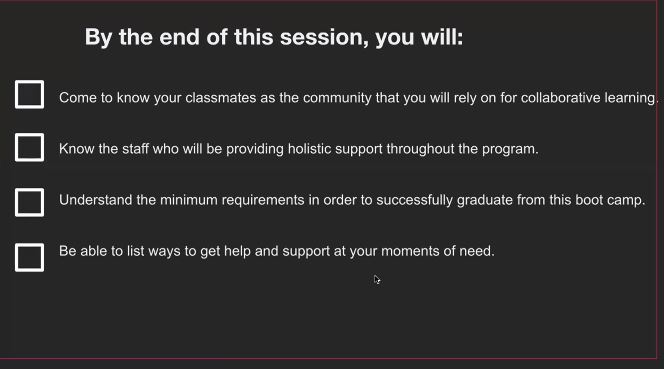 By the end of this session, you will:
Come to know your classmates as the community that you will rely on for collaborative learning.
Know the staff who will be providing holistic support throughout the program.
Understand the minimum requirements in order to successfully graduate from this boot camp.
Be able to list ways to get help and support at your moments of need.